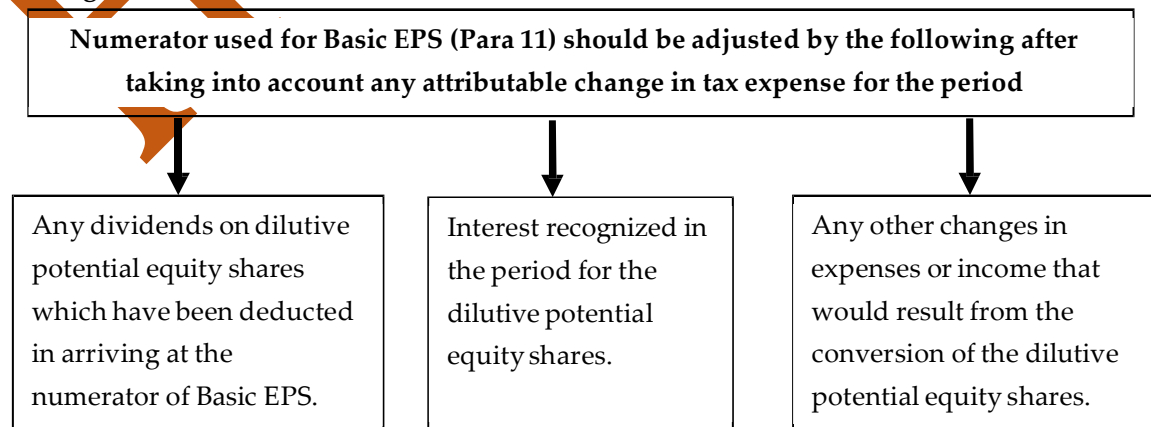 Numerator used for Basic EPS (Para 11) should be adjusted by the following after
taking into account any attributable change in tax expense for the period
Any dividends on dilutive
potential equity shares
which have been deducted
in arriving at the
numerator of Basic EPS.
Interest recognized in
the period for the
dilutive potential
equity shares.
Any other changes in
expenses or income that
would result from the
conversion of the dilutive
potential equity shares.